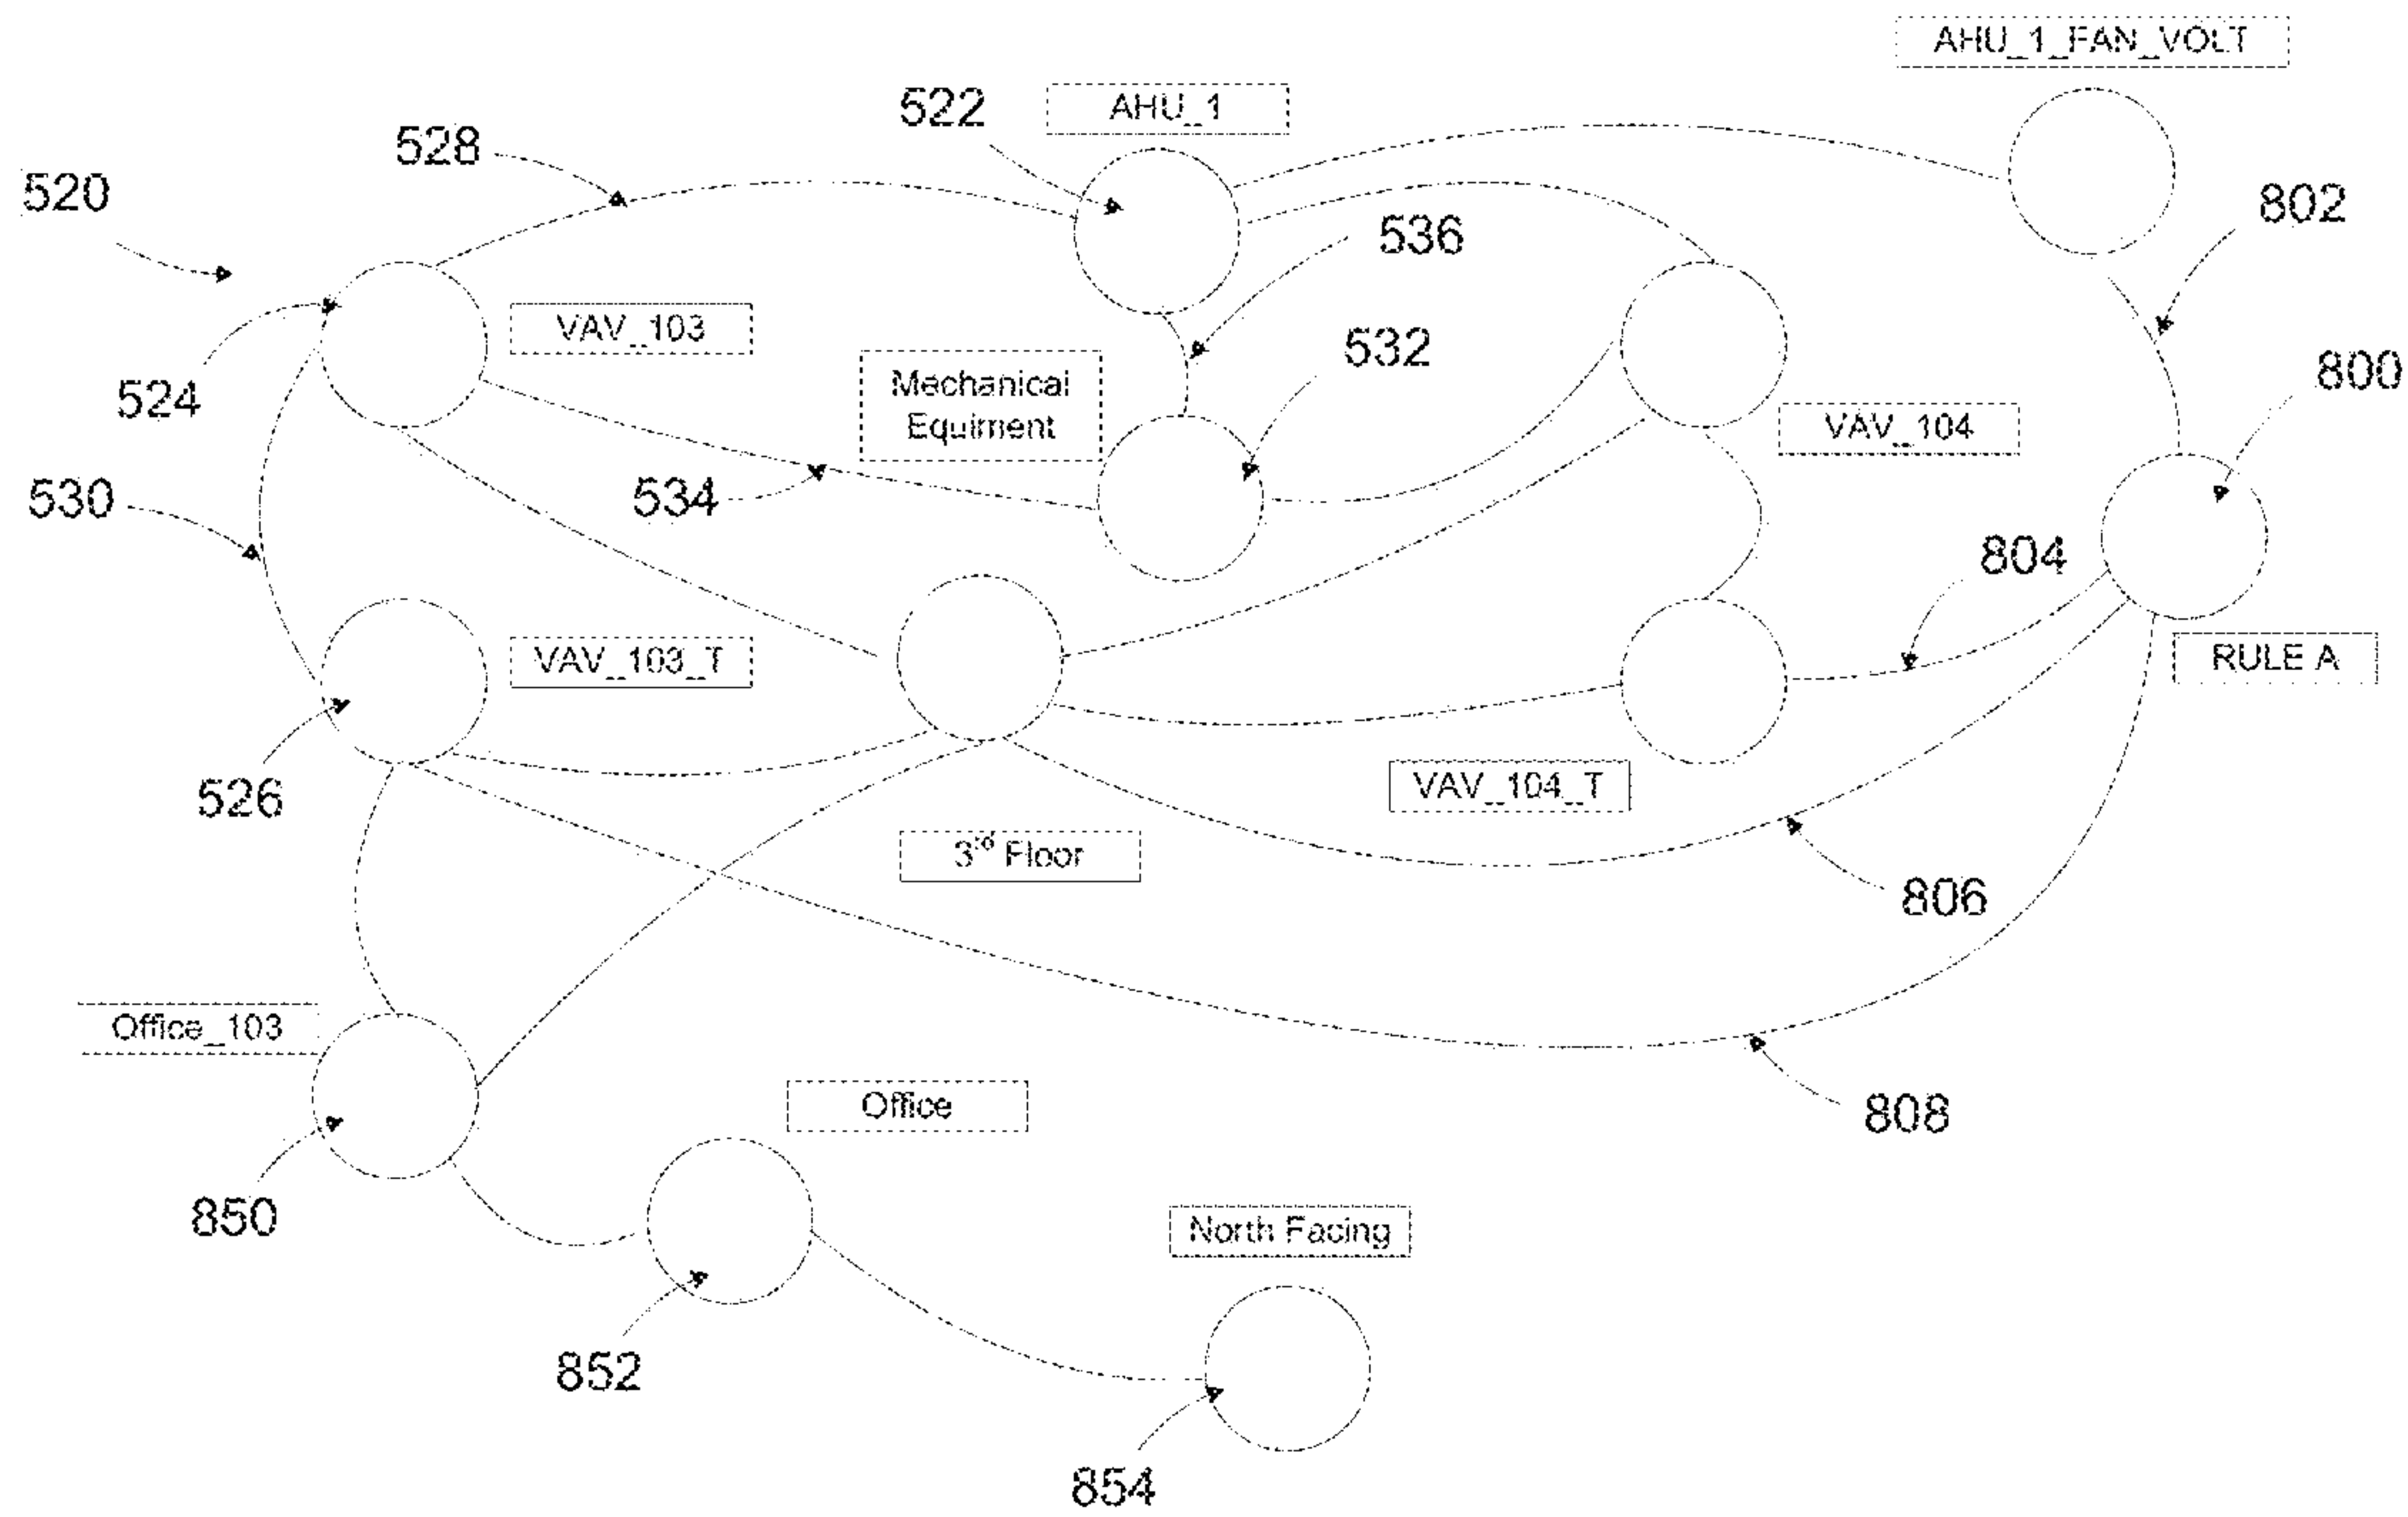 AHU_1_FAN_VOLT
522
AHU_1
528
520
802
536
VAV_103
532
800
524
Mechanical
Equiment
VAV_104
534
530
804
VAV_103_T
RULE A
526
VAV_104_T
3rd Floor
806
Office_103
Office
808
850
North Facing
852
854